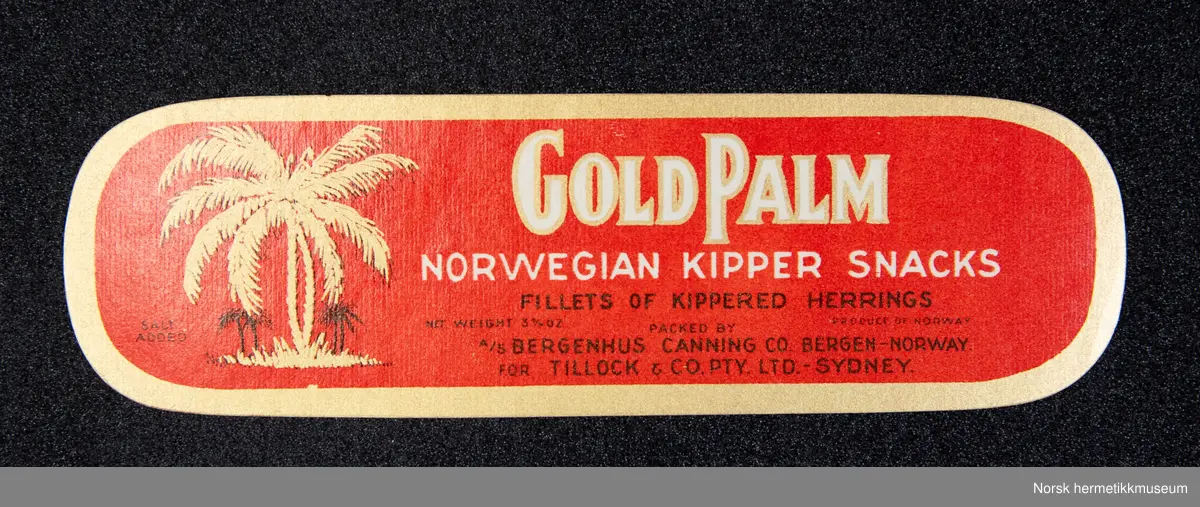 GOLD PALM
NORWEGIAN KIPPER SNACKS
FILLETS OF KIPPERED HERRINGS
NET WEIGHT 3¼ OZ.
PRODUCE OF NORWAY
SALT
ADDED
PACKED BY
A/S BERGENHUS CANNING CO. BERGEN-NORWAY.
FOR TILLOCK & CO. PTY. LTD.-SYDNEY.
Norsk hermetikkmuseum